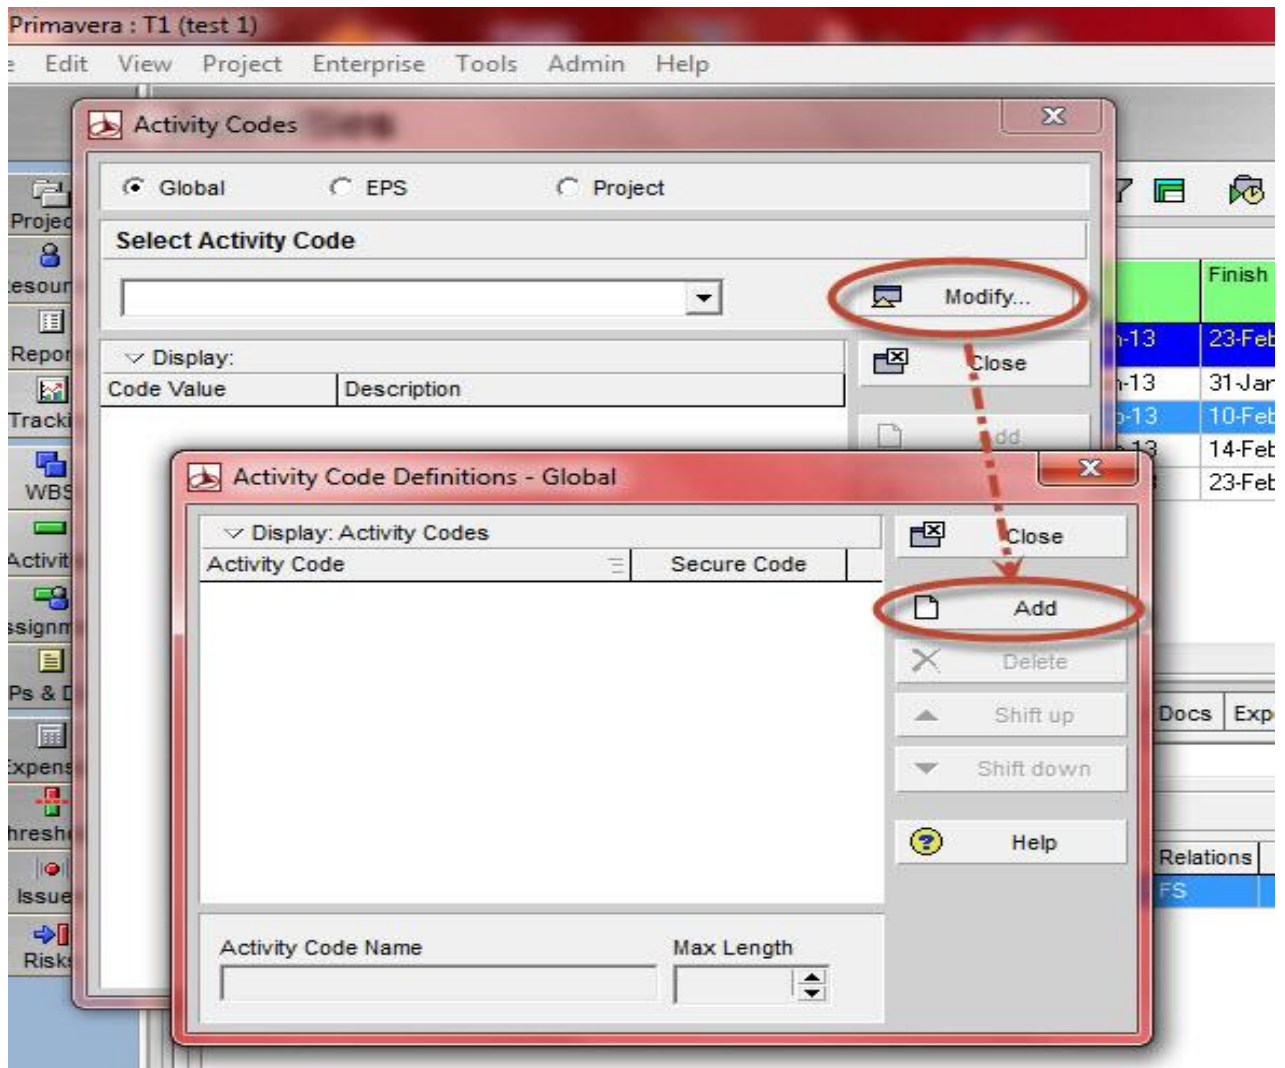 Primavera : T1 (test 1)
Edit View Project Enterprise Tools Admin Help
Activity Codes
Global EPS Project
Select Activity Code
Modify...
Display:
Close
Code Value Description
Add
Activity Code Definitions - Global
Display: Activity Codes
Close
Activity Code Secure Code
Add
Delete
Shift up
Shift down
Help
Activity Code Name Max Length
WBS
Risks
Finish
23-Feb
31-Jan
10-Feb
14-Feb
23-Feb
Docs
Relations
FS